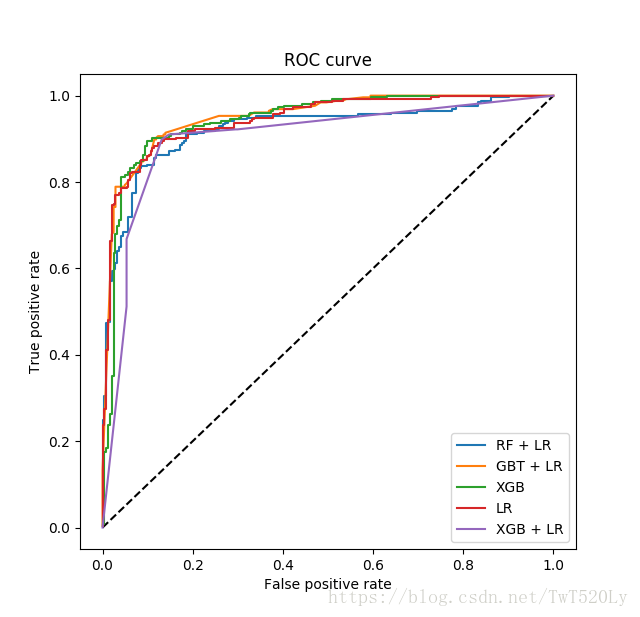 ROC curve
1.0
0.8
0.6
0.4
0.2
0.0
True positive rate
RF + LR
GBT + LR
XGB
LR
XGB + LR
0.0 0.2 0.4 0.6 0.8 1.0
False positive rate
https://blog.csdn.net/TwT520Ly